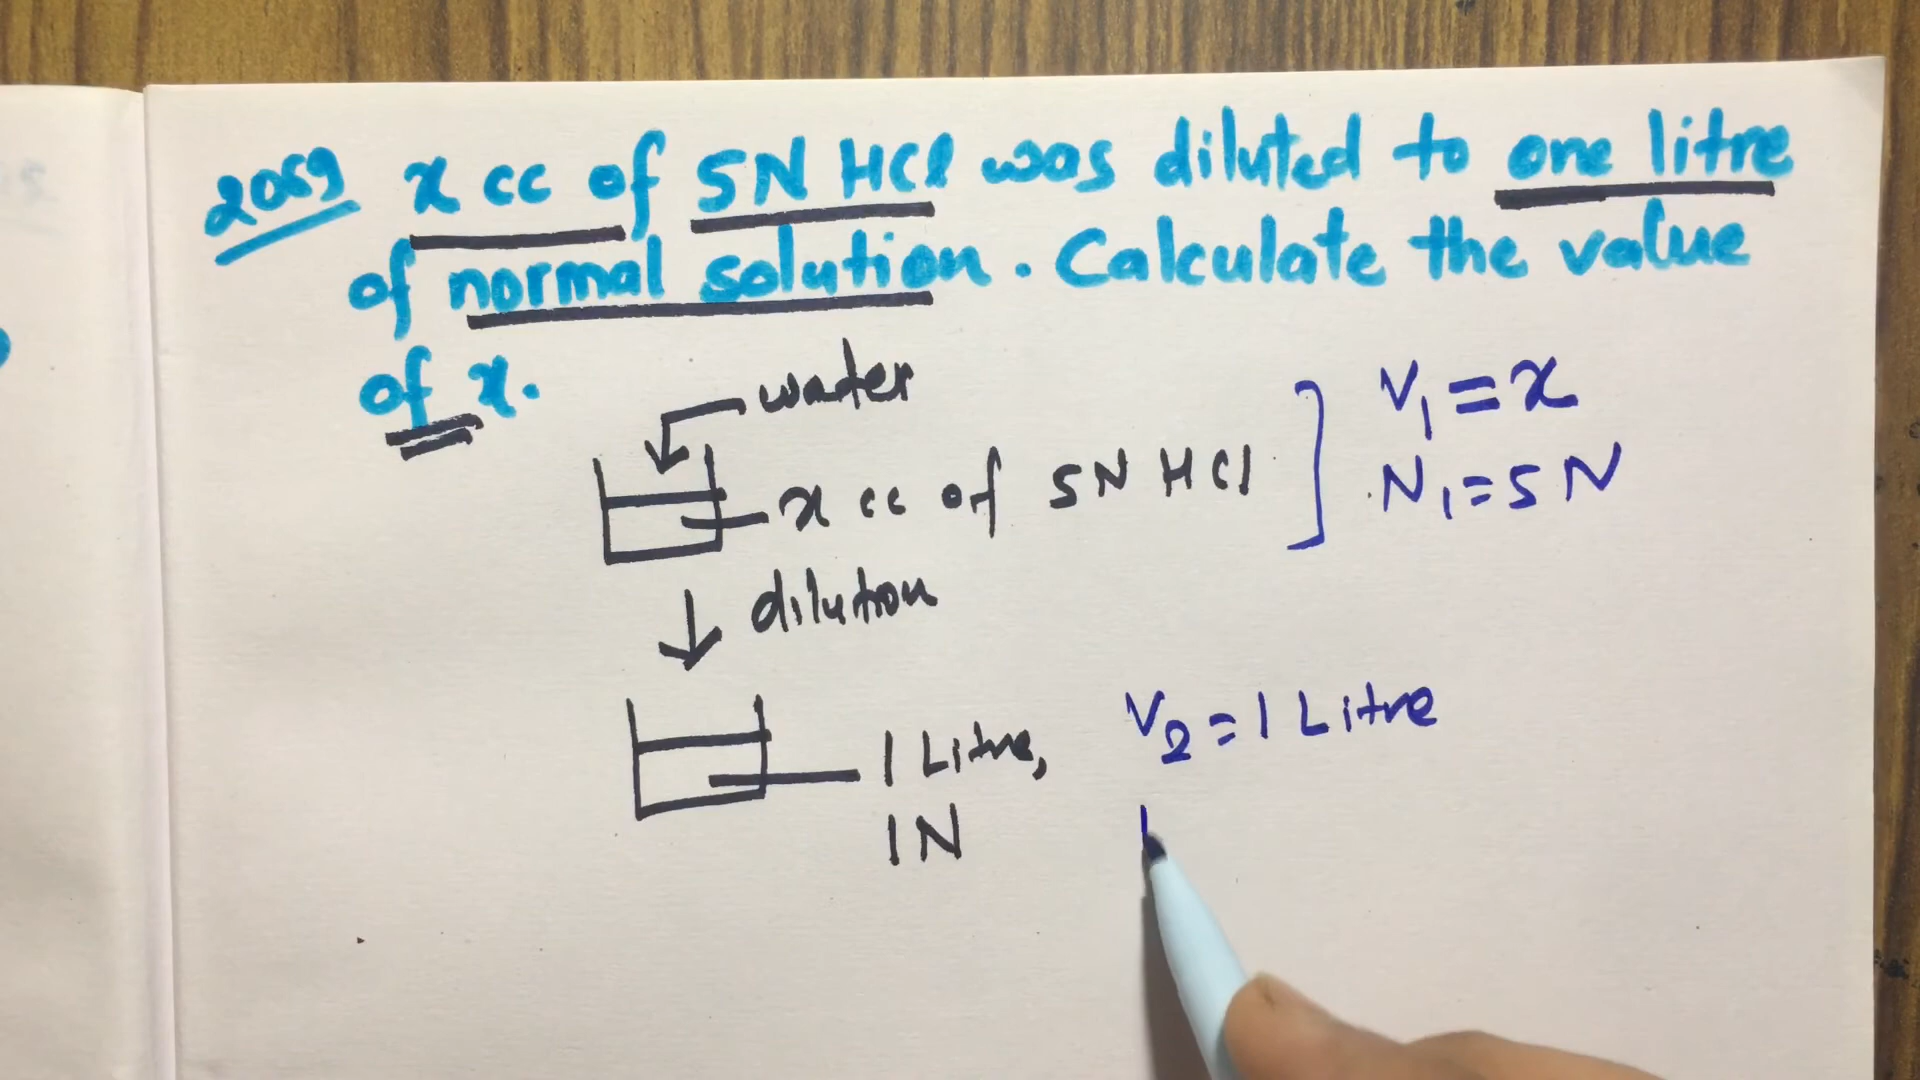 2059 x cc of 5N HCl was diluted to one litre
of normal solution. Calculate the value
of x.
water
x cc of 5N HCl
V1 = x
N1 = 5N
dilution
1 Litre,
1N
V2 = 1 Litre